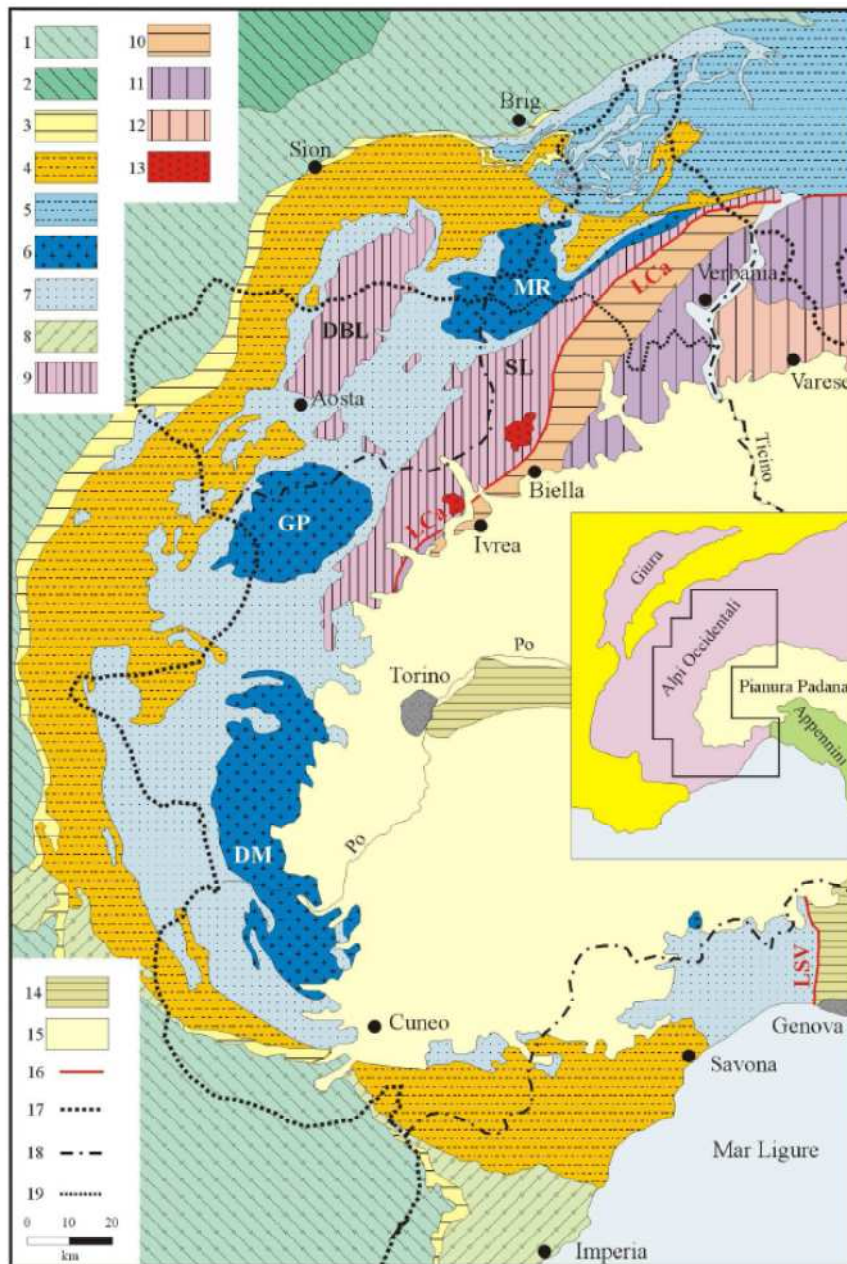 1
2
3
4
5
6
7
8
9
10
11
12
13
Brig
Sion
MR
LCa
Verbania
DBL
SL
Aosta
Varese
Ticino
Biella
GP
LCa
Ivrea
Giura
Alpi Occidentali
Pianura Padana
Appennini
Torino
Po
Po
DM
LSV
Cuneo
Genova
Savona
Mar Ligure
Imperia
14
15
16
17
18
19
0 10 20
km